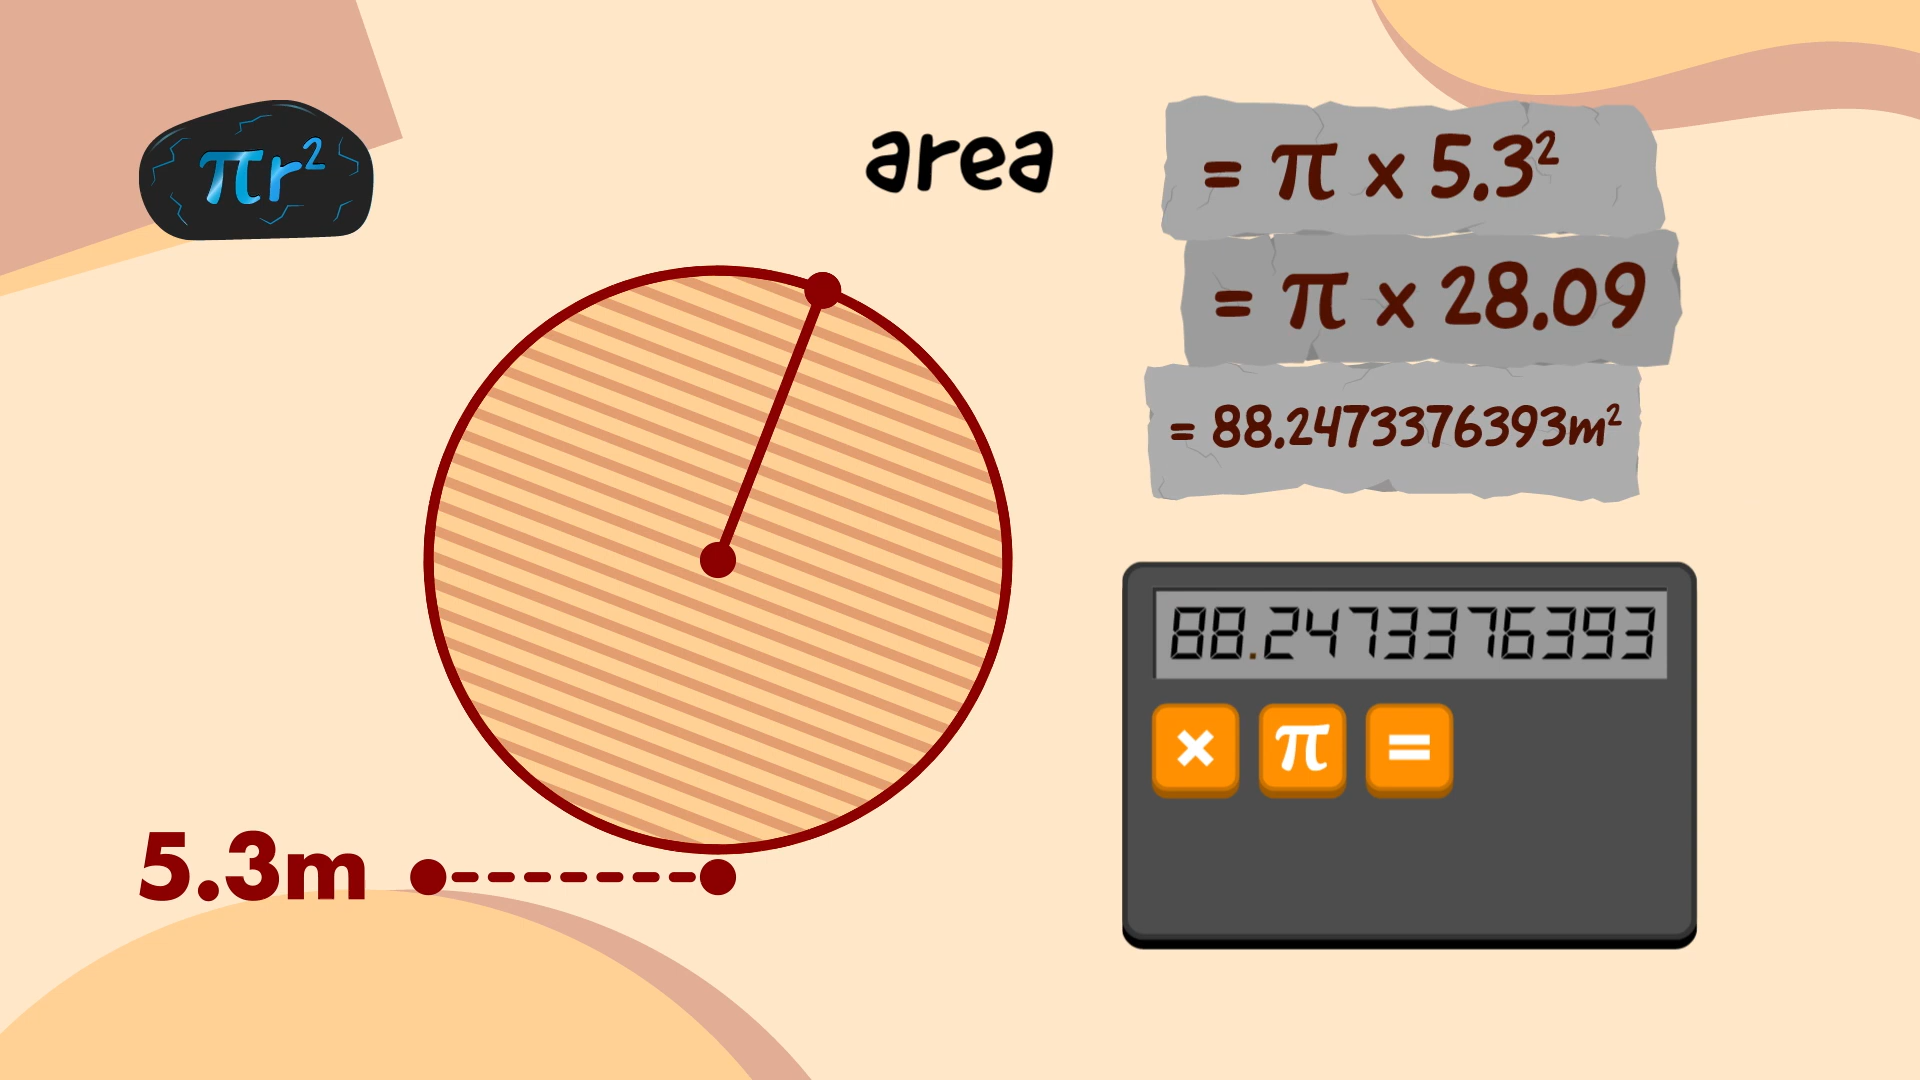 πr²
area
= π x 5.3²
= π x 28.09
= 88.2473376393m²
88.2473376393
× π =
5.3m